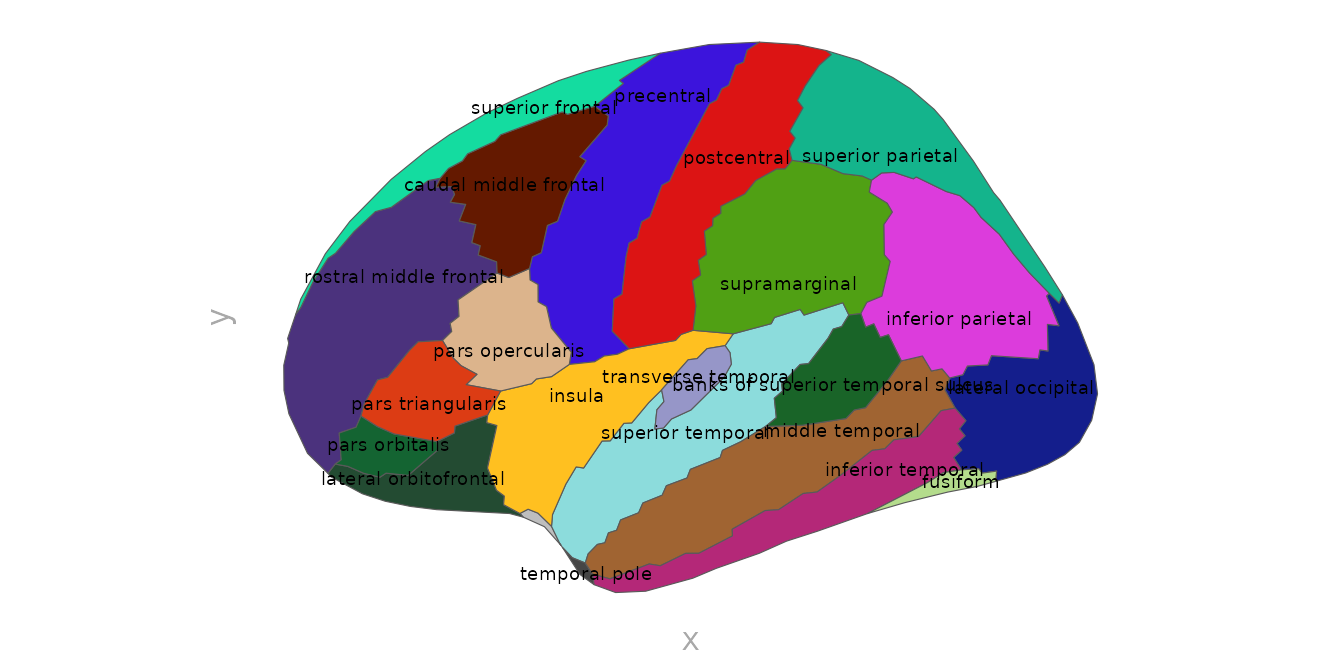 precentral
superior frontal
postcentral
superior parietal
caudal middle frontal
rostral middle frontal
supramarginal
inferior parietal
pars opercularis
transverse temporal
banks of superior temporal sulcus
lateral occipital
insula
pars triangularis
superior temporal
middle temporal
pars orbitalis
inferior temporal
lateral orbitofrontal
fusiform
temporal pole
y
x